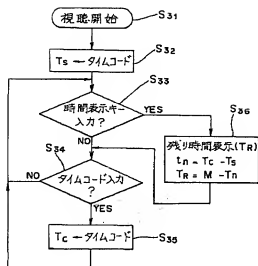 視聴開始
S31
S32
Ts ← タイムコード
S33
時間表示キー
入力?
YES
NO
S36
残り時間表示(TR)
tn = Tc − Ts
TR = M − Tn
S34
タイムコード入力
?
NO
YES
S35
Tc ← タイムコード